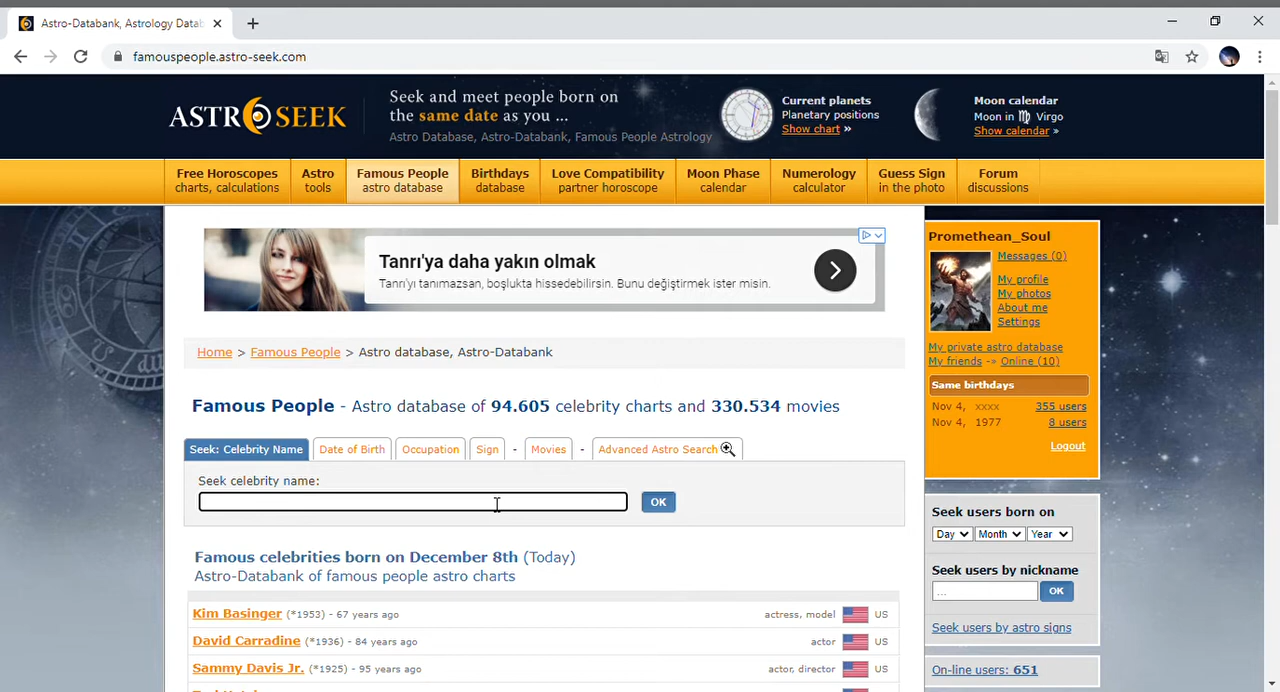 Astro-Databank, Astrology Datab
famouspeople.astro-seek.com
ASTROSEEK
Seek and meet people born on
the same date as you ...
Astro Database, Astro-Databank, Famous People Astrology
Current planets
Planetary positions
Show chart »
Moon calendar
Moon in ♍ Virgo
Show calendar »
Free Horoscopes
charts, calculations
Astro
tools
Famous People
astro database
Birthdays
database
Love Compatibility
partner horoscope
Moon Phase
calendar
Numerology
calculator
Guess Sign
in the photo
Forum
discussions
Tanrı'ya daha yakın olmak
Tanrı'yı tanımazsan, boşlukta hissedebilirsin. Bunu değiştirmek ister misin.
Home > Famous People > Astro database, Astro-Databank
Famous People - Astro database of 94.605 celebrity charts and 330.534 movies
Seek: Celebrity Name Date of Birth Occupation Sign - Movies - Advanced Astro Search
Seek celebrity name:
OK
Famous celebrities born on December 8th (Today)
Astro-Databank of famous people astro charts
Kim Basinger (*1953) - 67 years ago actress, model US
David Carradine (*1936) - 84 years ago actor US
Sammy Davis Jr. (*1925) - 95 years ago actor, director US
Promethean_Soul
Messages (0)
My profile
My photos
About me
Settings
My private astro database
My friends -> Online (10)
Same birthdays
Nov 4, xxxx 355 users
Nov 4, 1977 8 users
Logout
Seek users born on
Day Month Year
Seek users by nickname
... OK
Seek users by astro signs
On-line users: 651